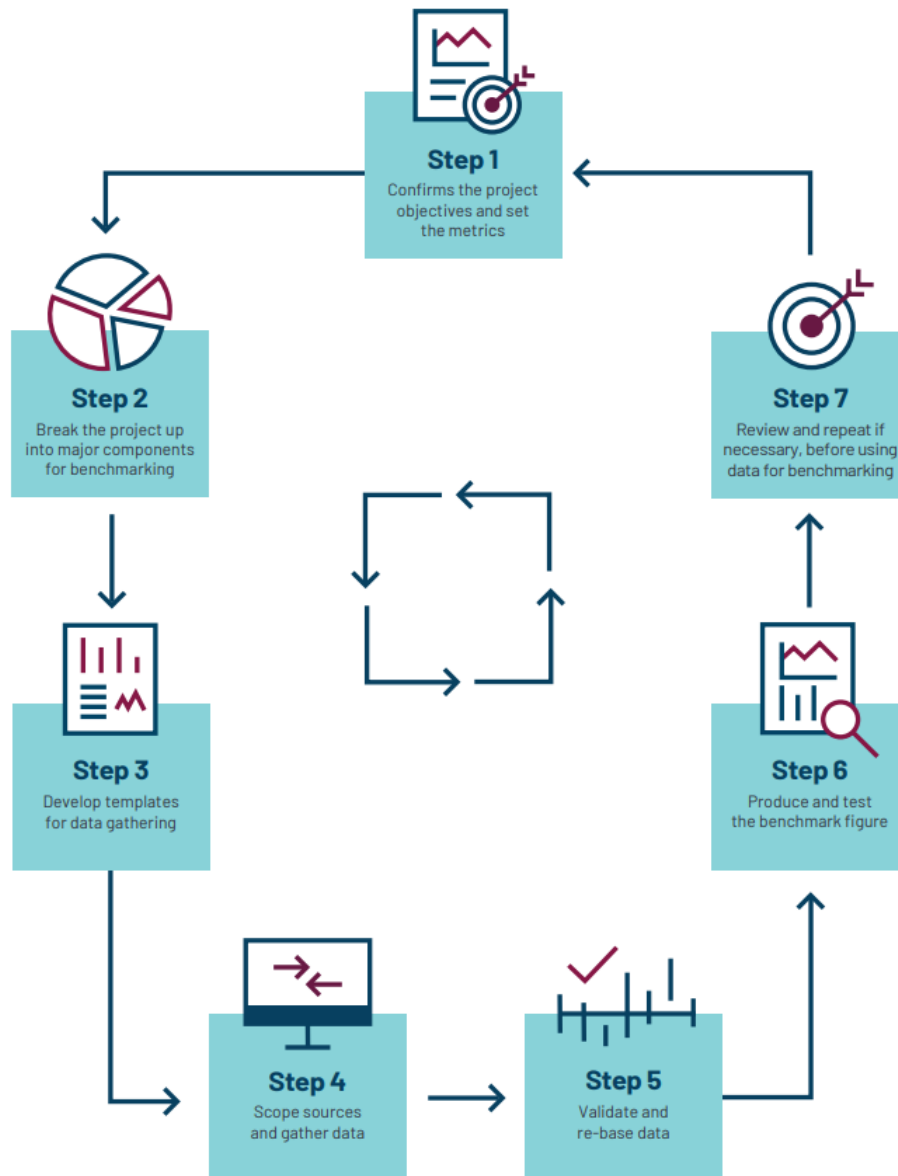 Step 1
Confirms the project
objectives and set
the metrics
Step 2
Break the project up
into major components
for benchmarking
Step 3
Develop templates
for data gathering
Step 4
Scope sources
and gather data
Step 5
Validate and
re-base data
Step 6
Produce and test
the benchmark figure
Step 7
Review and repeat if
necessary, before using
data for benchmarking